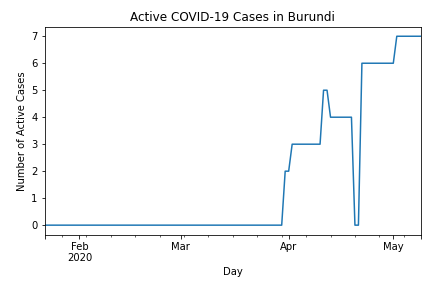 Active COVID-19 Cases in Burundi
Number of Active Cases
7
6
5
4
3
2
1
0
Feb Mar Apr May
2020
Day